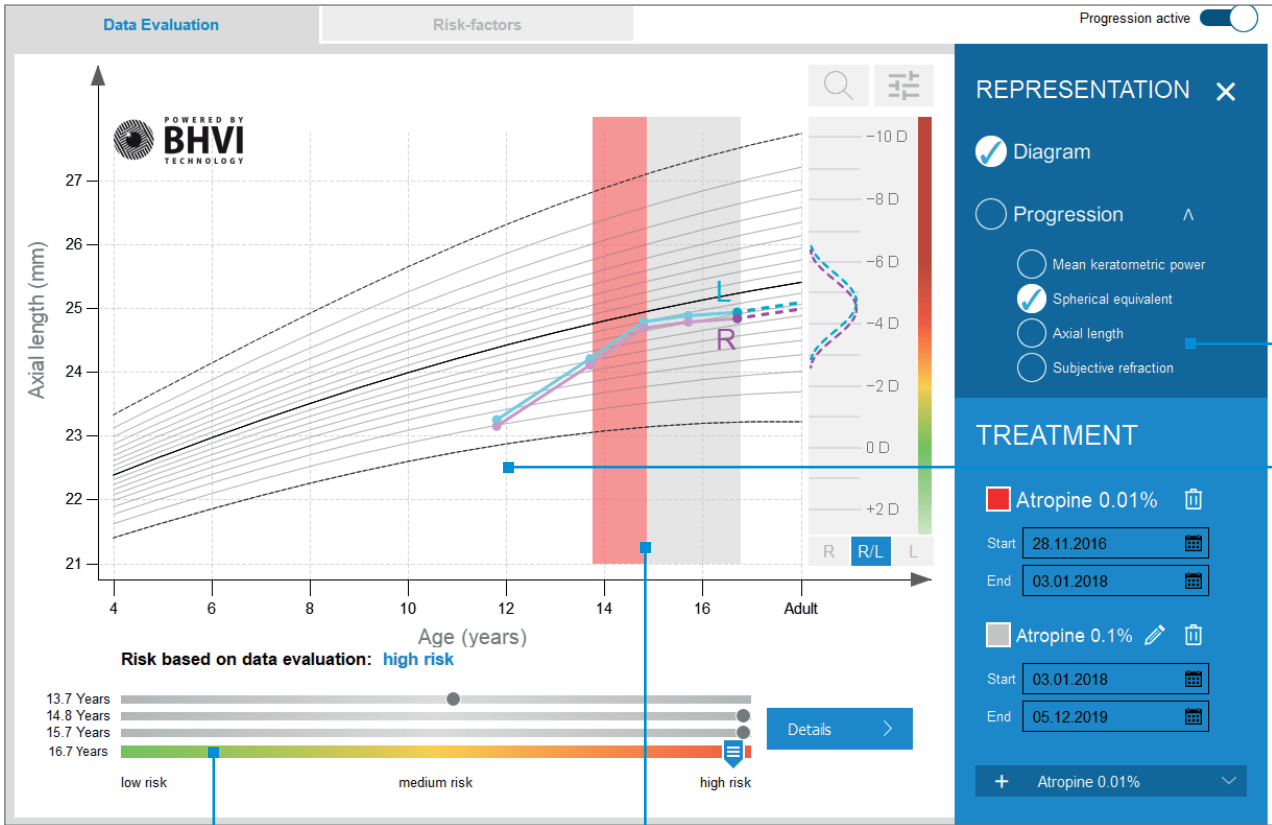 Data Evaluation
Risk-factors
Progression active
POWERED BY
BHVI
TECHNOLOGY
Axial length (mm)
27
26
25
24
23
22
21
4
6
8
10
12
14
16
Adult
Age (years)
L
R
−10 D
−8 D
−6 D
−4 D
−2 D
0 D
+2 D
R
R/L
L
Risk based on data evaluation: high risk
13.7 Years
14.8 Years
15.7 Years
16.7 Years
low risk
medium risk
high risk
Details
REPRESENTATION
Diagram
Progression
Mean keratometric power
Spherical equivalent
Axial length
Subjective refraction
TREATMENT
Atropine 0.01%
Start 28.11.2016
End 03.01.2018
Atropine 0.1%
Start 03.01.2018
End 05.12.2019
+ Atropine 0.01%